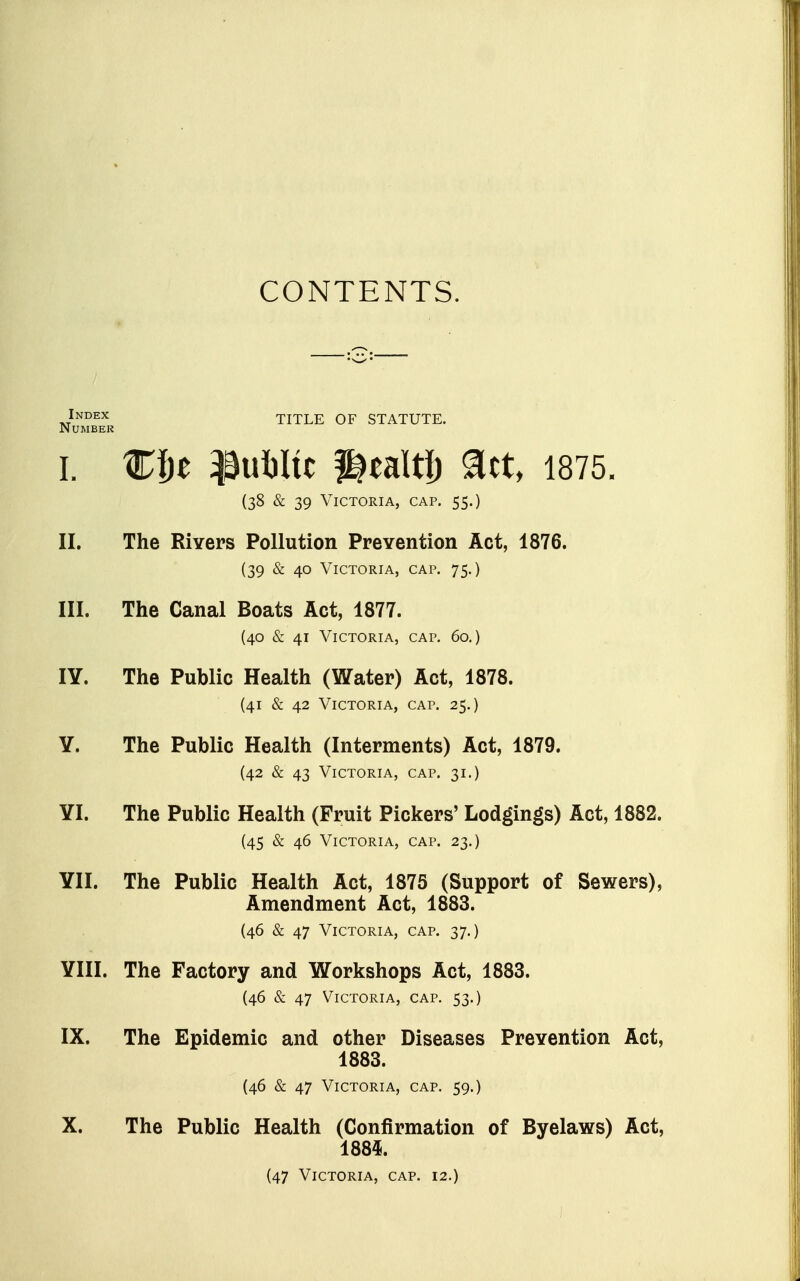 CONTENTS.
Index Number
TITLE OF STATUTE.
I. The Public Health Act, 1875.
(38 & 39 Victoria, cap. 55.)
II. The Rivers Pollution Prevention Act, 1876.
(39 & 40 Victoria, cap. 75.)
III. The Canal Boats Act, 1877.
(40 & 41 Victoria, cap. 60.)
IV. The Public Health (Water) Act, 1878.
(41 & 42 Victoria, cap. 25.)
V. The Public Health (Interments) Act, 1879.
(42 & 43 Victoria, cap. 31.)
VI. The Public Health (Fruit Pickers' Lodgings) Act, 1882.
(45 & 46 Victoria, cap. 23.)
VII. The Public Health Act, 1875 (Support of Sewers),
Amendment Act, 1883.
(46 & 47 Victoria, cap. 37.)
VIII. The Factory and Workshops Act, 1883.
(46 & 47 Victoria, cap. 53.)
IX. The Epidemic and other Diseases Prevention Act,
1883.
(46 & 47 Victoria, cap. 59.)
X. The Public Health (Confirmation of Byelaws) Act,
1884.
(47 Victoria, cap. 12.)